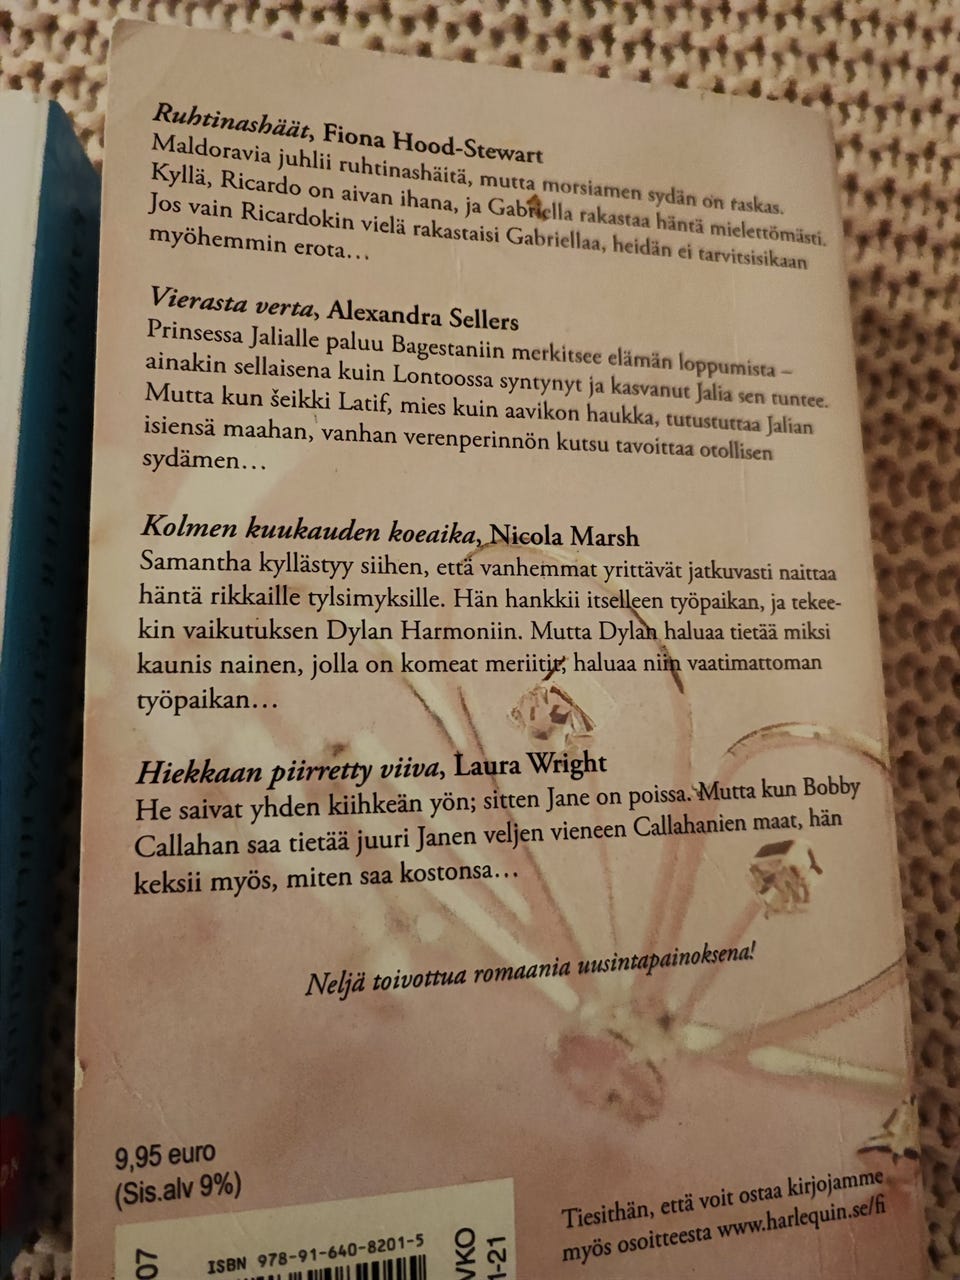 Ruhtinashäät, Fiona Hood-Stewart
Maldoravia juhlii ruhtinashäitä, mutta morsiamen sydän on raskas.
Kyllä, Ricardo on aivan ihana, ja Gabriella rakastaa häntä mielettömästi.
Jos vain Ricardokin vielä rakastaisi Gabriellaa, heidän ei tarvitsisikaan
myöhemmin erota...
Vierasta verta, Alexandra Sellers
Prinsessa Jalialle paluu Bagestaniin merkitsee elämän loppumista –
ainakin sellaisena kuin Lontoossa syntynyt ja kasvanut Jalia sen tuntee.
Mutta kun šeikki Latif, mies kuin aavikon haukka, tutustuttaa Jalian
isiensä maahan, vanhan verenperinnön kutsu tavoittaa otollisen
sydämen...
Kolmen kuukauden koeaika, Nicola Marsh
Samantha kyllästyy siihen, että vanhemmat yrittävät jatkuvasti naittaa
häntä rikkaille tylsimyksille. Hän hankkii itselleen työpaikan, ja tekee-
kin vaikutuksen Dylan Harmoniin. Mutta Dylan haluaa tietää miksi
kaunis nainen, jolla on komeat meriitit, haluaa niin vaatimattoman
työpaikan...
Hiekkaan piirretty viiva, Laura Wright
He saivat yhden kiihkeän yön; sitten Jane on poissa. Mutta kun Bobby
Callahan saa tietää juuri Janen veljen vieneen Callahanien maat, hän
keksii myös, miten saa kostonsa...
Neljä toivottua romaania uusintapainoksena!
9,95 euro
(Sis.alv 9%)
ISBN 978-91-640-8201-5
07
VKO
1-21
Tiesithän, että voit ostaa kirjojamme
myös osoitteesta www.harlequin.se/fi